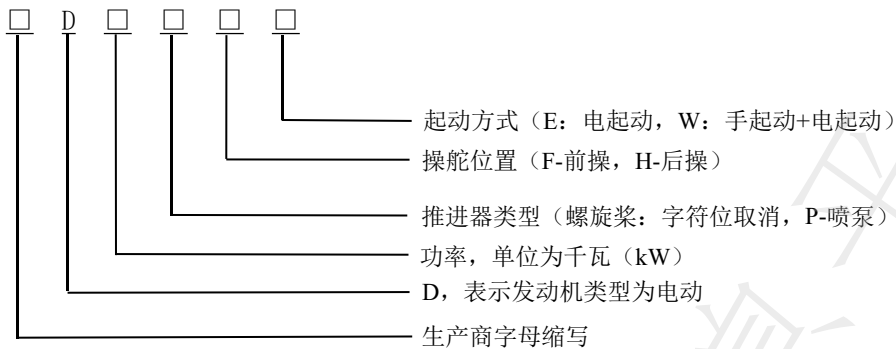 □ D □ □ □ □
起动方式（E：电起动，W：手起动+电起动）
操舵位置（F-前操，H-后操）
推进器类型（螺旋桨：字符位取消，P-喷泵）
功率，单位为千瓦（kW）
D，表示发动机类型为电动
生产商字母缩写